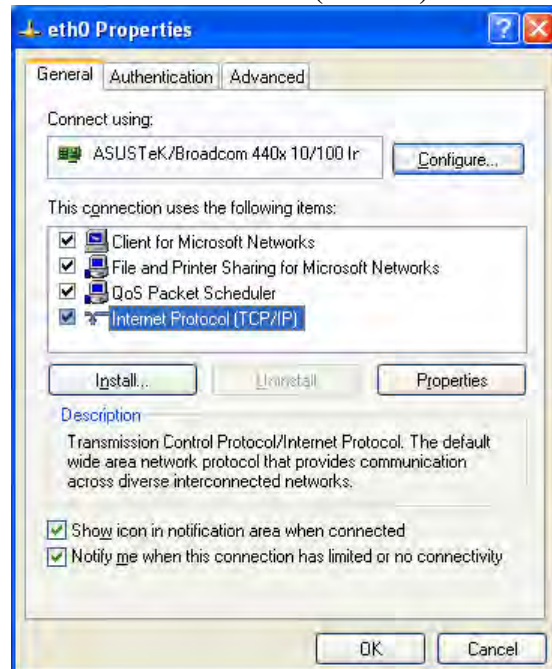 eth0 Properties
General Authentication Advanced
Connect using:
ASUSTeK/Broadcom 440x 10/100 Ir
Configure...
This connection uses the following items:
Client for Microsoft Networks
File and Printer Sharing for Microsoft Networks
QoS Packet Scheduler
Internet Protocol (TCP/IP)
Install... Uninstall Properties
Description
Transmission Control Protocol/Internet Protocol. The default
wide area network protocol that provides communication
across diverse interconnected networks.
Show icon in notification area when connected
Notify me when this connection has limited or no connectivity
OK Cancel